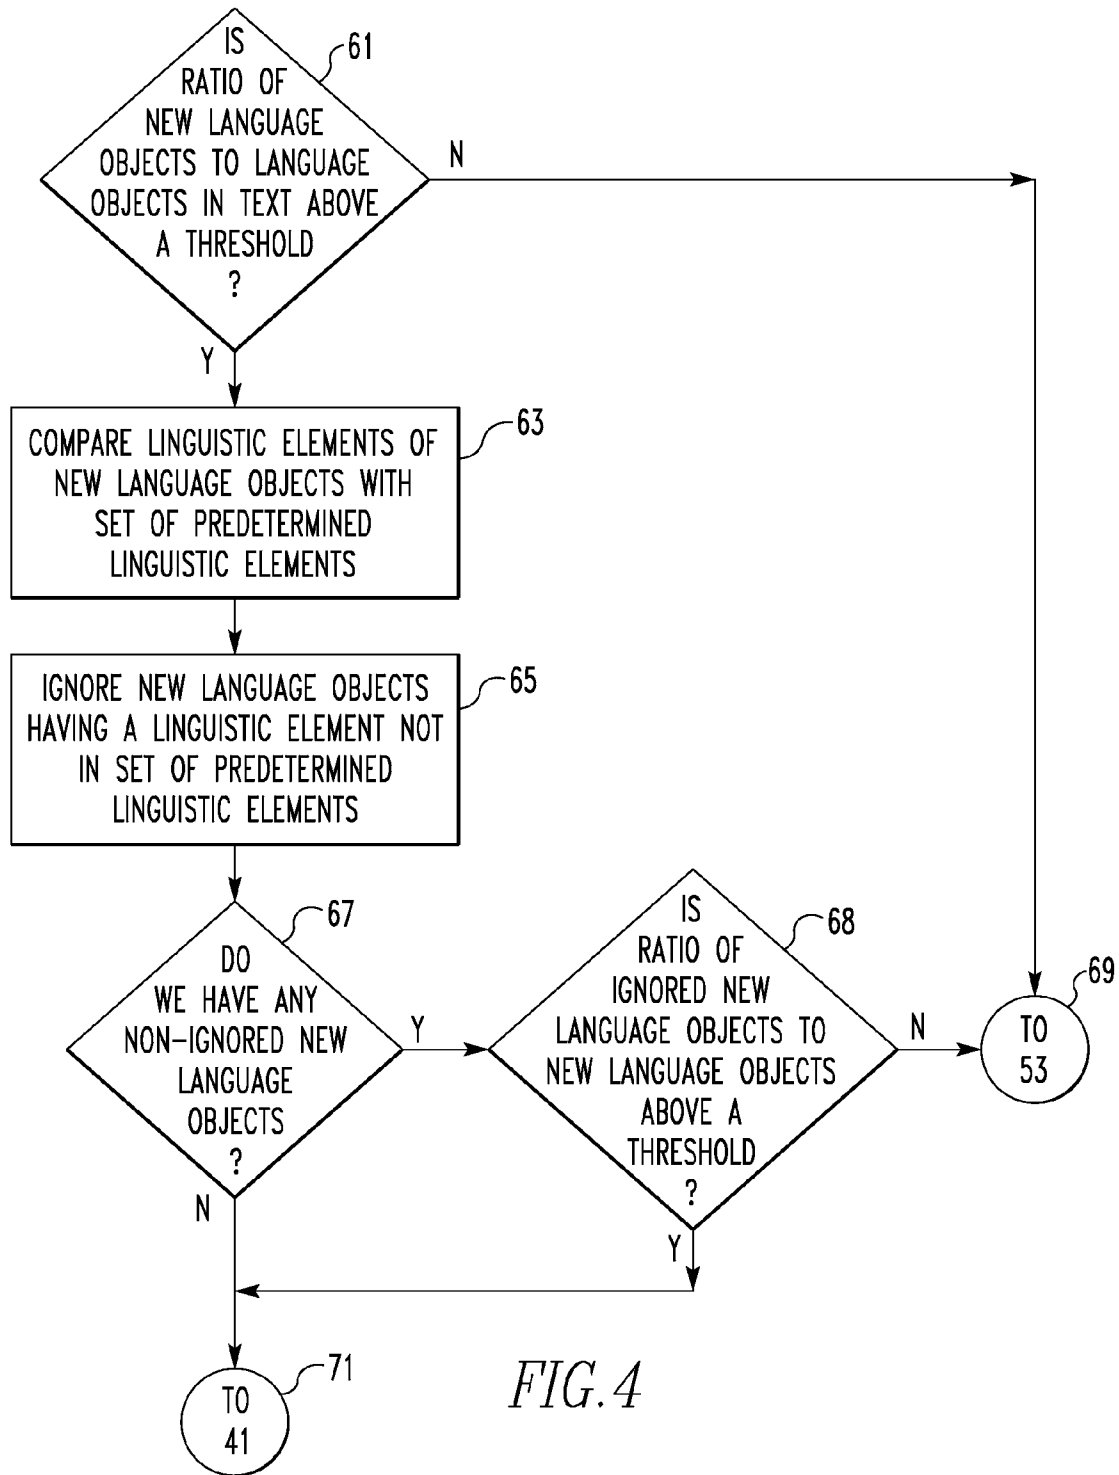 IS
RATIO OF
NEW LANGUAGE
OBJECTS TO LANGUAGE
OBJECTS IN TEXT ABOVE
A THRESHOLD
?
61
N
Y
COMPARE LINGUISTIC ELEMENTS OF
NEW LANGUAGE OBJECTS WITH
SET OF PREDETERMINED
LINGUISTIC ELEMENTS
63
IGNORE NEW LANGUAGE OBJECTS
HAVING A LINGUISTIC ELEMENT NOT
IN SET OF PREDETERMINED
LINGUISTIC ELEMENTS
65
DO
WE HAVE ANY
NON-IGNORED NEW
LANGUAGE
OBJECTS
?
67
Y
N
IS
RATIO OF
IGNORED NEW
LANGUAGE OBJECTS TO
NEW LANGUAGE OBJECTS
ABOVE A
THRESHOLD
?
68
N
Y
TO
53
69
TO
41
71
FIG.4